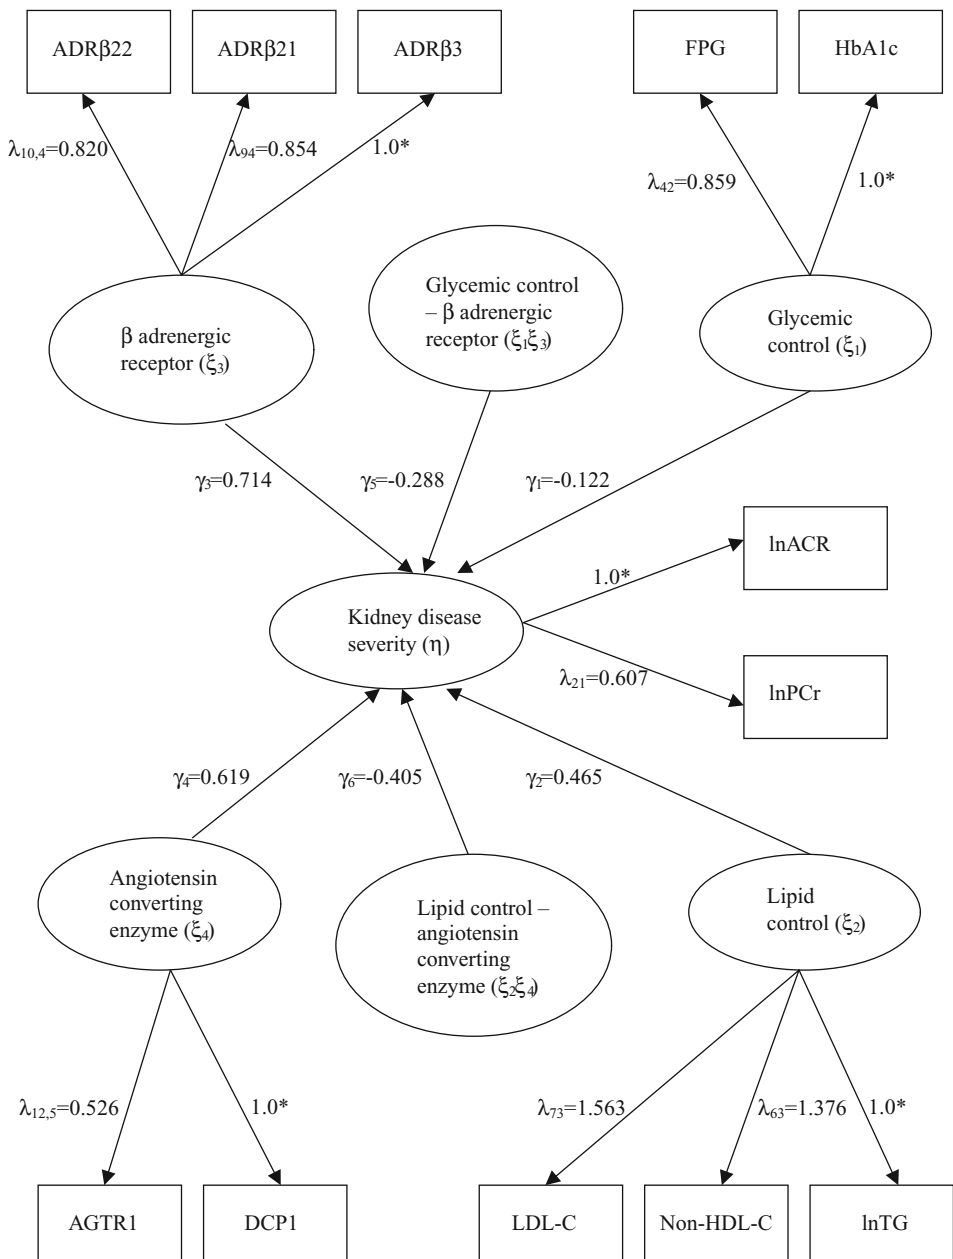 ADRβ22
ADRβ21
ADRβ3
FPG
HbA1c
λ10,4=0.820
λ94=0.854
1.0*
λ42=0.859
1.0*
β adrenergic
receptor (ξ3)
Glycemic control
– β adrenergic
receptor (ξ1ξ3)
Glycemic
control (ξ1)
γ3=0.714
γ5=-0.288
γ1=-0.122
lnACR
1.0*
Kidney disease
severity (η)
λ21=0.607
lnPCr
γ4=0.619
γ6=-0.405
γ2=0.465
Angiotensin
converting
enzyme (ξ4)
Lipid control –
angiotensin
converting
enzyme (ξ2ξ4)
Lipid
control (ξ2)
λ12,5=0.526
1.0*
λ73=1.563
λ63=1.376
1.0*
AGTR1
DCP1
LDL-C
Non-HDL-C
lnTG